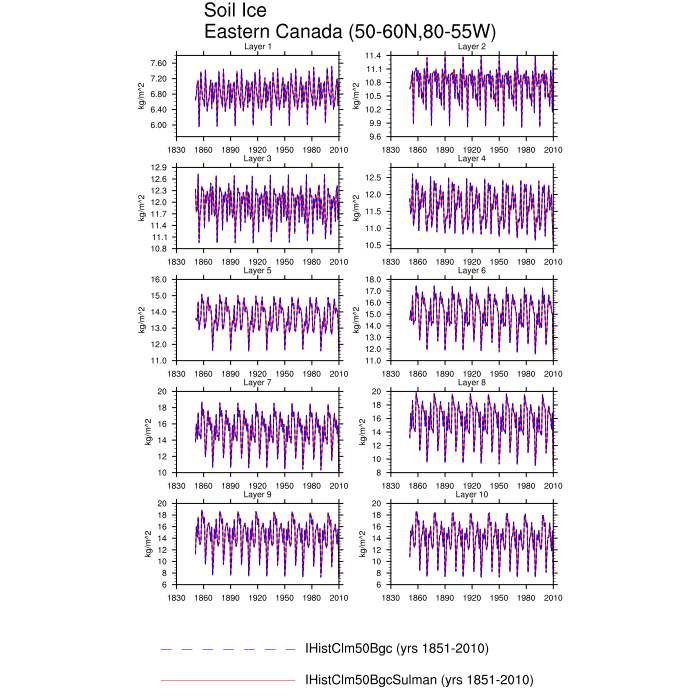 Soil Ice
Eastern Canada (50-60N,80-55W)
Layer 1
Layer 2
kg/m^2
7.60
7.20
6.80
6.40
6.00
1830 1860 1890 1920 1950 1980 2010
kg/m^2
11.4
11.1
10.8
10.5
10.2
9.9
9.6
1830 1860 1890 1920 1950 1980 2010
Layer 3
Layer 4
kg/m^2
12.9
12.6
12.3
12.0
11.7
11.4
11.1
10.8
1830 1860 1890 1920 1950 1980 2010
kg/m^2
12.5
12.0
11.5
11.0
10.5
1830 1860 1890 1920 1950 1980 2010
Layer 5
Layer 6
kg/m^2
16.0
15.0
14.0
13.0
12.0
11.0
1830 1860 1890 1920 1950 1980 2010
kg/m^2
18.0
17.0
16.0
15.0
14.0
13.0
12.0
11.0
1830 1860 1890 1920 1950 1980 2010
Layer 7
Layer 8
kg/m^2
20
18
16
14
12
10
1830 1860 1890 1920 1950 1980 2010
kg/m^2
20
18
16
14
12
10
8
1830 1860 1890 1920 1950 1980 2010
Layer 9
Layer 10
kg/m^2
20
18
16
14
12
10
8
6
1830 1860 1890 1920 1950 1980 2010
kg/m^2
20
18
16
14
12
10
8
6
1830 1860 1890 1920 1950 1980 2010
IHistClm50Bgc (yrs 1851-2010)
IHistClm50BgcSulman (yrs 1851-2010)